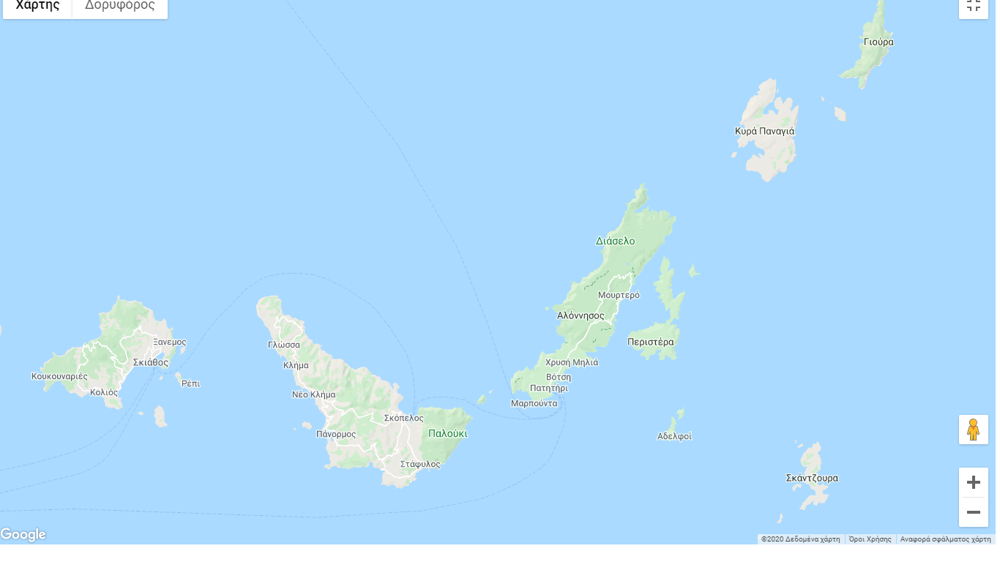 Χάρτης
Δορυφόρος
Γιούρα
Κυρά Παναγιά
Διάσελο
Μουρτερό
Αλόννησος
Περιστέρα
Ξανεμος
Γλώσσα
Σκιάθος
Κλήμα
Χρυσή Μηλιά
Κουκουναριές
Βότση
Ρέπι
Πατητήρι
Κολιός
Νέο Κλήμα
Μαρπούντα
Σκόπελος
Πάνορμος
Παλούκι
Αδελφοί
Στάφυλος
Σκάντζουρα
Google
©2020 Δεδομένα χάρτη
Όροι Χρήσης
Αναφορά σφάλματος χάρτη